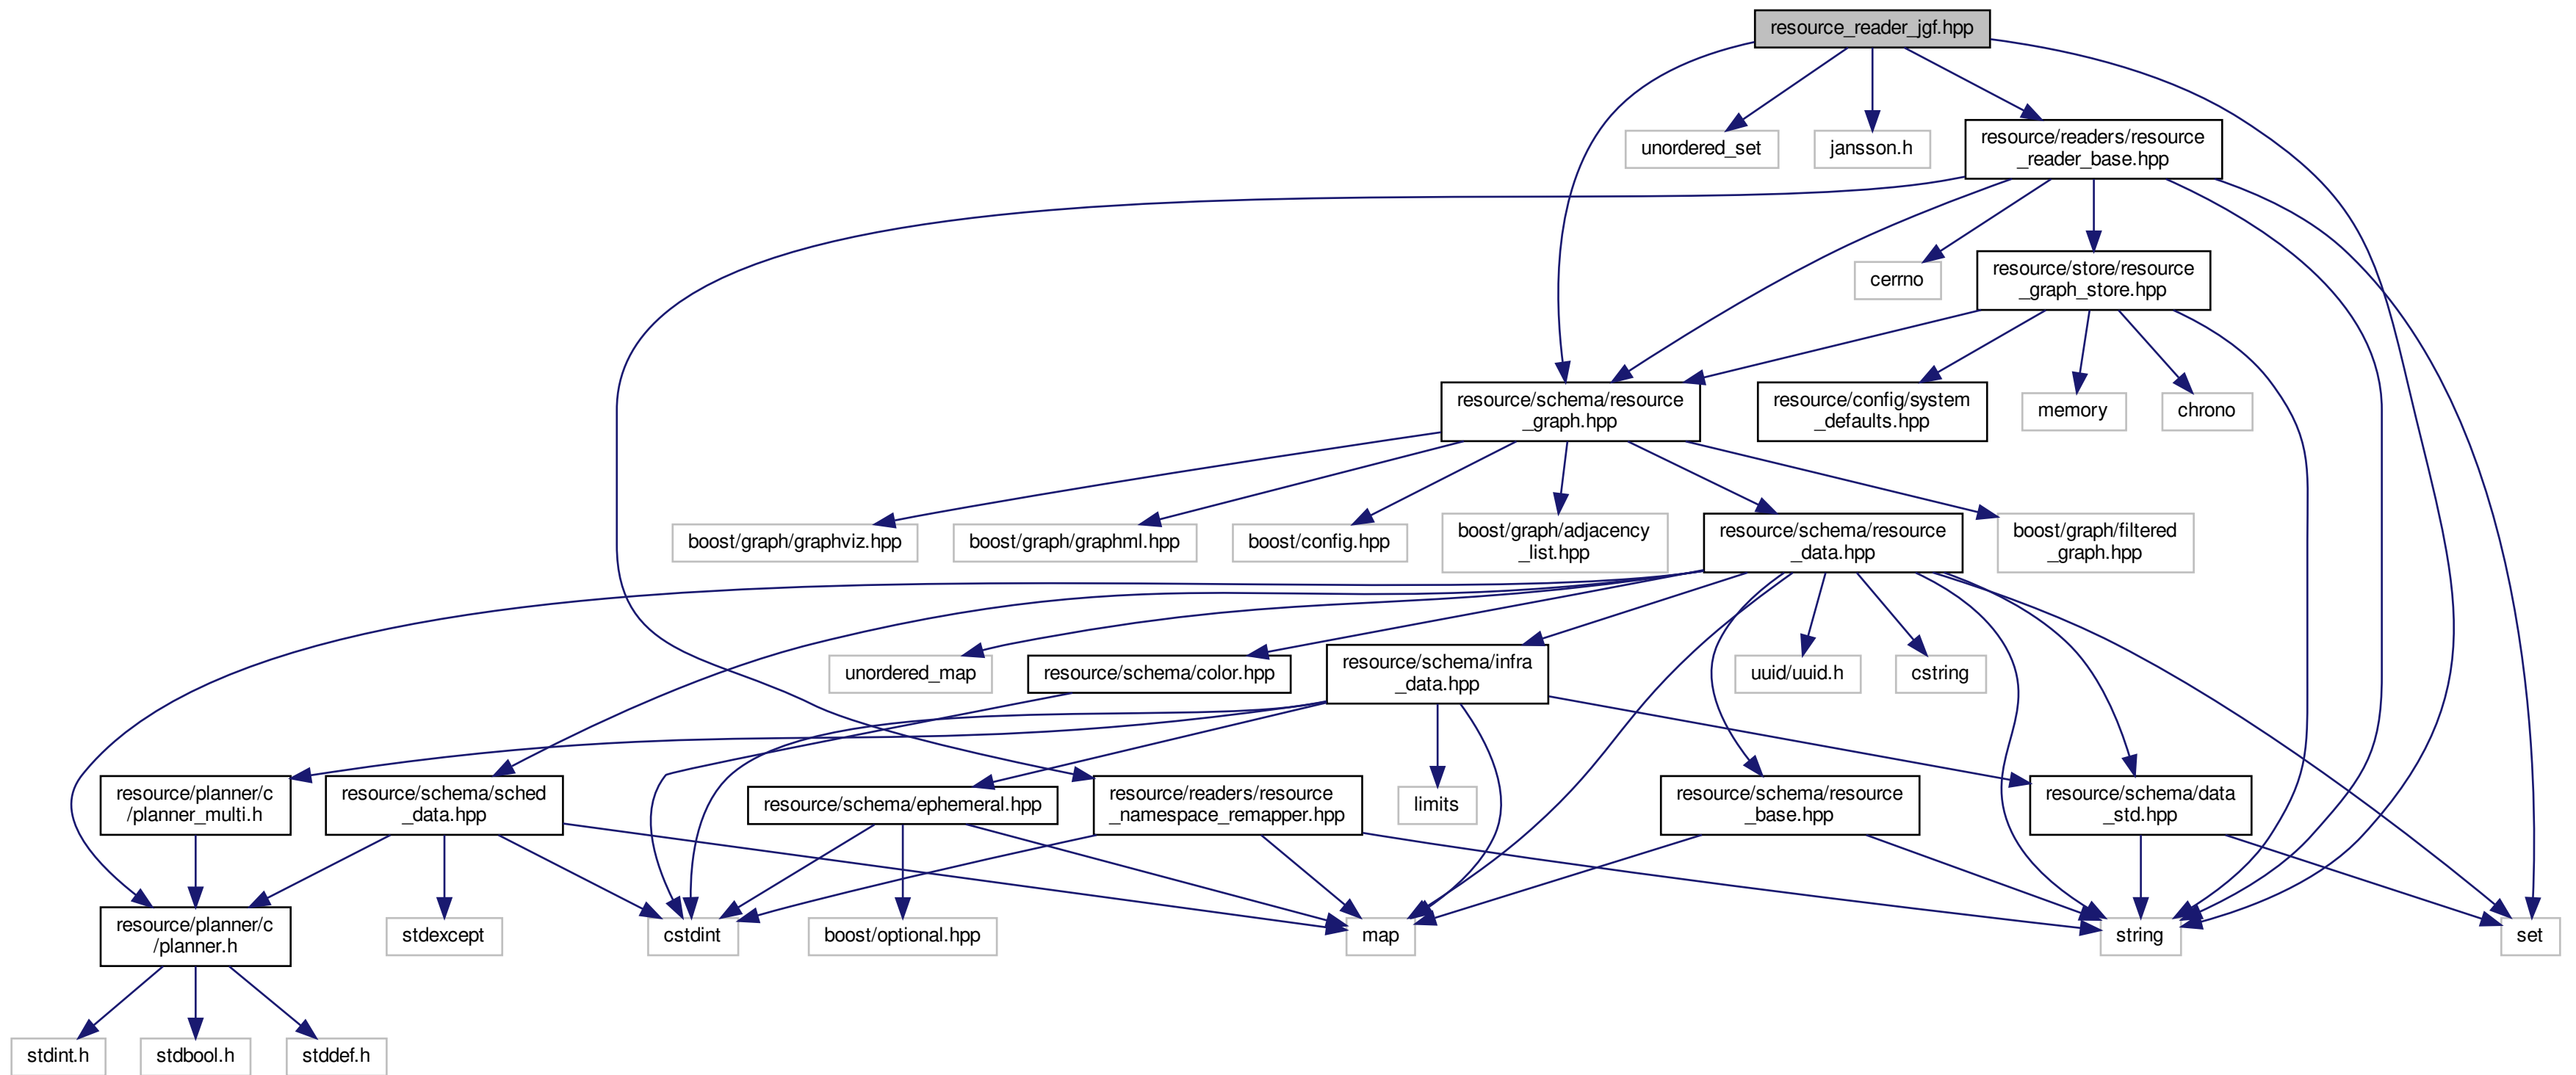 resource_reader_jgf.hpp
unordered_set
jansson.h
resource/readers/resource
_reader_base.hpp
cerrno
resource/store/resource
_graph_store.hpp
resource/schema/resource
_graph.hpp
resource/config/system
_defaults.hpp
memory
chrono
boost/graph/graphviz.hpp
boost/graph/graphml.hpp
boost/config.hpp
boost/graph/adjacency
_list.hpp
resource/schema/resource
_data.hpp
boost/graph/filtered
_graph.hpp
unordered_map
resource/schema/color.hpp
resource/schema/infra
_data.hpp
uuid/uuid.h
cstring
resource/planner/c
/planner_multi.h
resource/schema/sched
_data.hpp
resource/schema/ephemeral.hpp
resource/readers/resource
_namespace_remapper.hpp
limits
resource/schema/resource
_base.hpp
resource/schema/data
_std.hpp
resource/planner/c
/planner.h
stdexcept
cstdint
boost/optional.hpp
map
string
set
stdint.h
stdbool.h
stddef.h